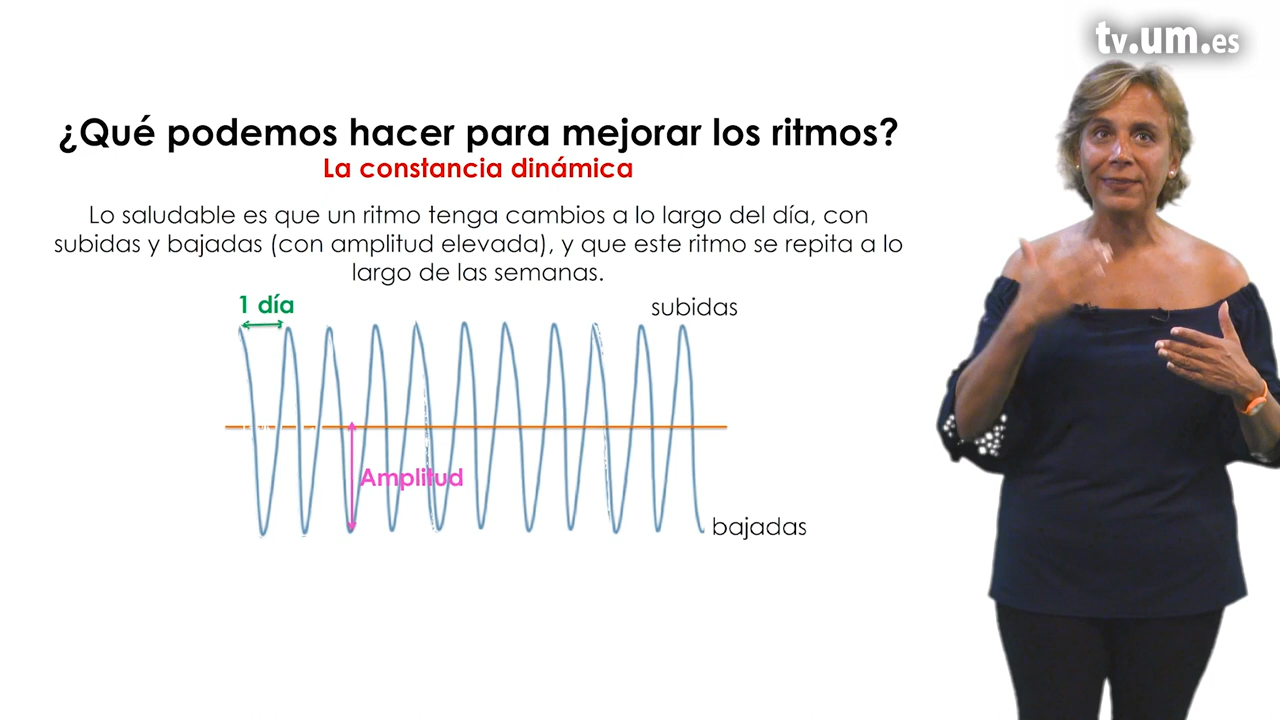 tv.um.es
¿Qué podemos hacer para mejorar los ritmos?
La constancia dinámica
Lo saludable es que un ritmo tenga cambios a lo largo del día, con
subidas y bajadas (con amplitud elevada), y que este ritmo se repita a lo
largo de las semanas.
1 día
subidas
Amplitud
bajadas